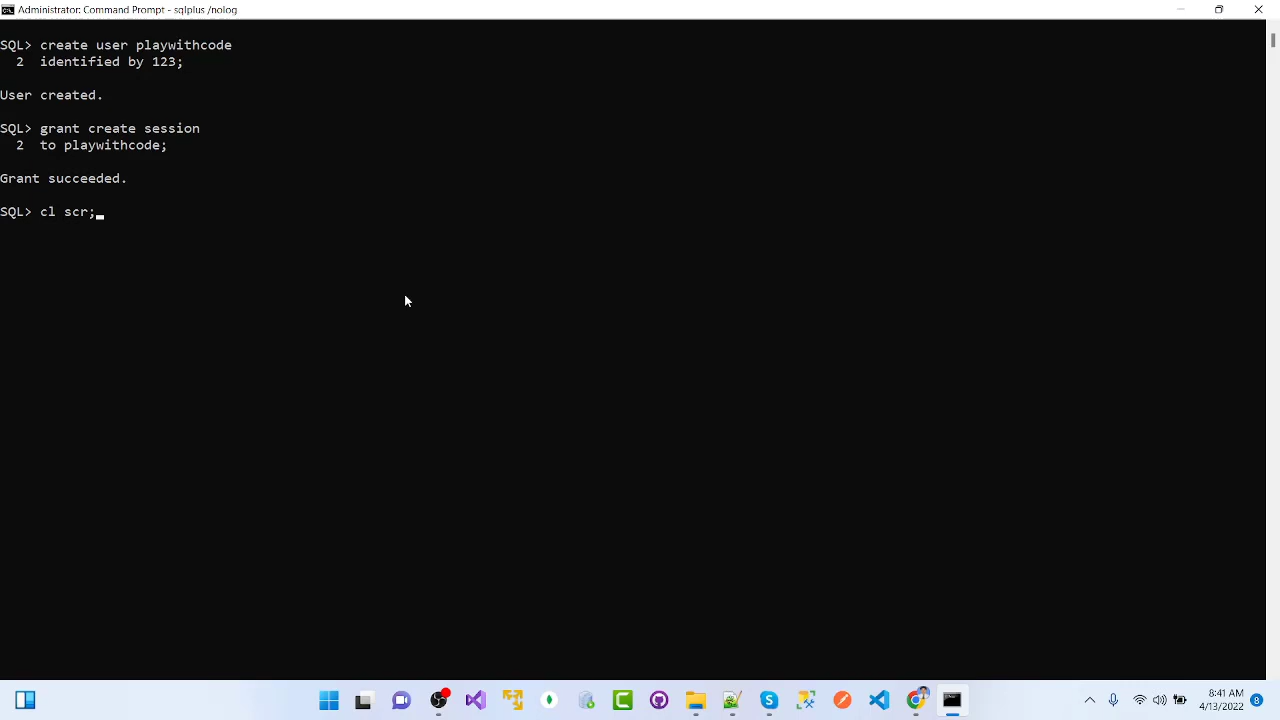 Administrator: Command Prompt - sqlplus /nolog
SQL> create user playwithcode
  2  identified by 123;
User created.
SQL> grant create session
  2  to playwithcode;
Grant succeeded.
SQL> cl scr;
8:41 AM
4/13/2022
8